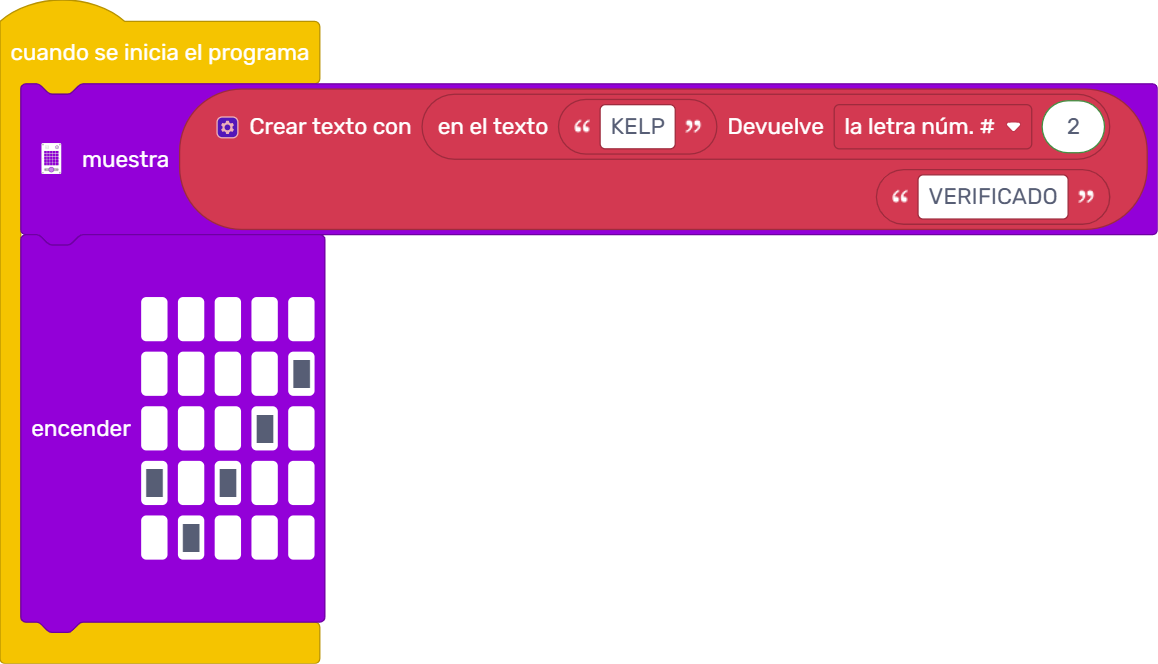 cuando se inicia el programa
muestra Crear texto con en el texto “ KELP ” Devuelve la letra núm. # 2
“ VERIFICADO ”
encender